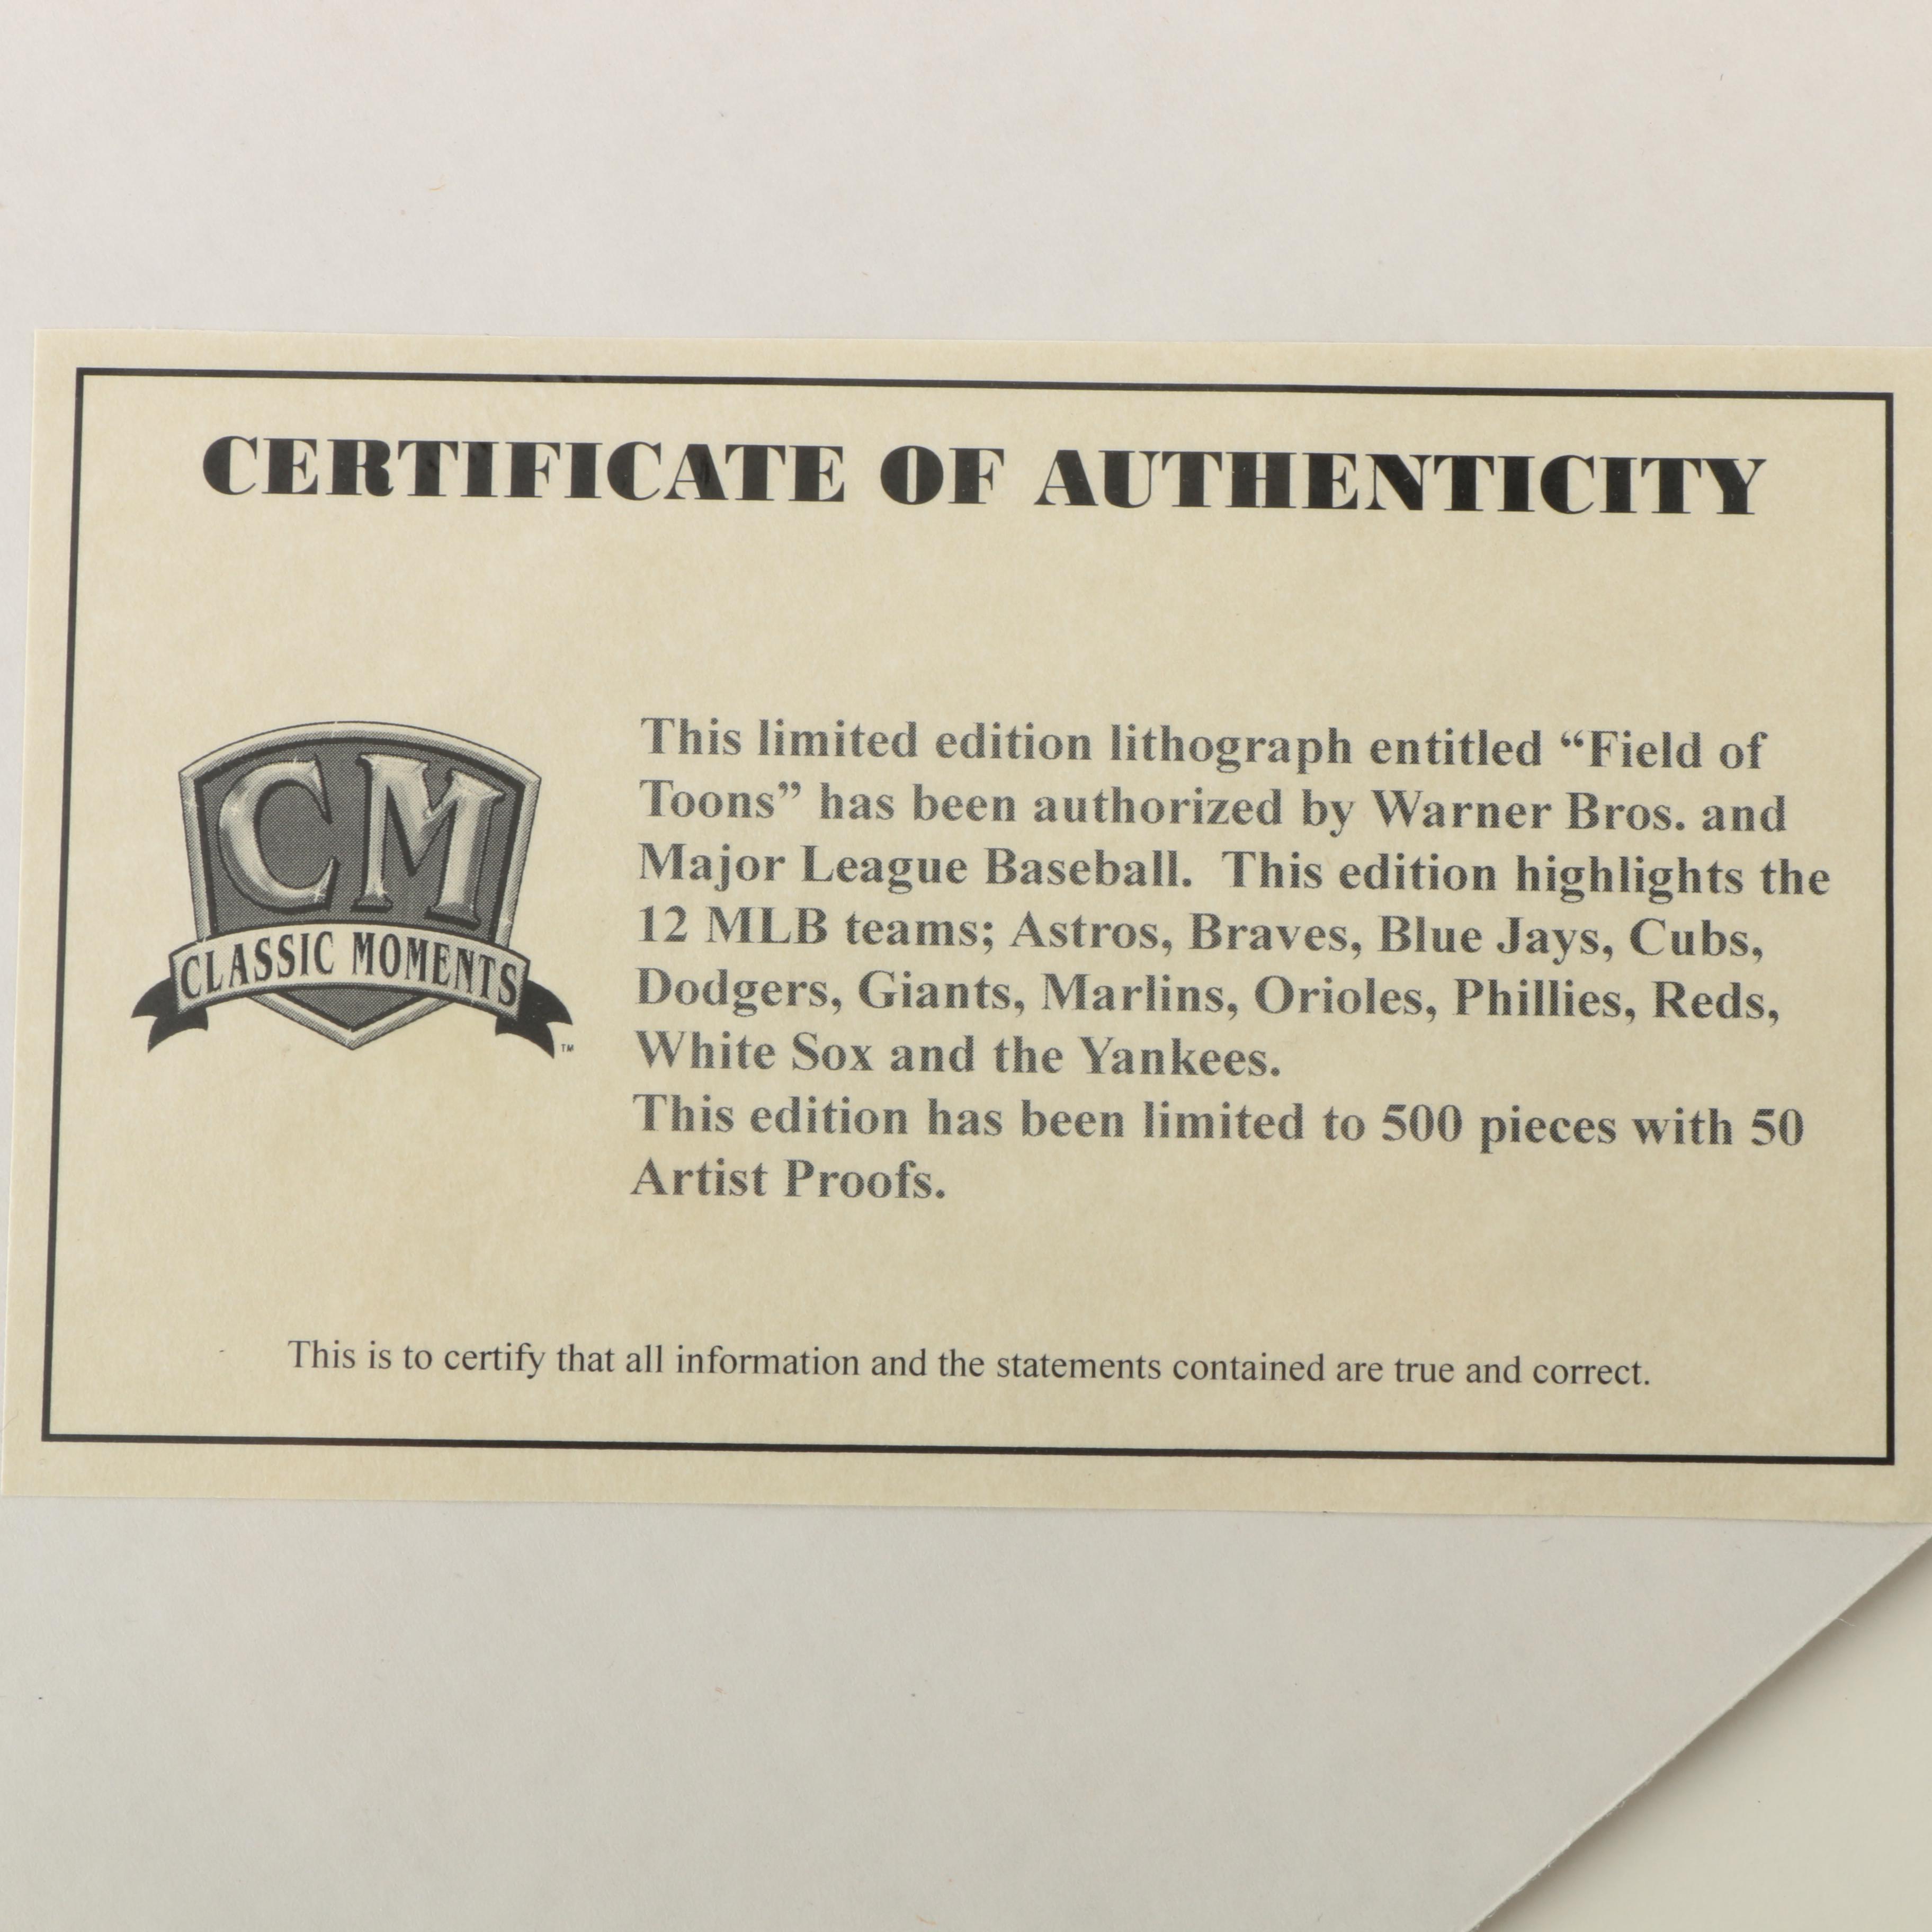 CERTIFICATE OF AUTHENTICITY
CM
CLASSIC MOMENTS
™
This limited edition lithograph entitled “Field of
Toons” has been authorized by Warner Bros. and
Major League Baseball.  This edition highlights the
12 MLB teams; Astros, Braves, Blue Jays, Cubs,
Dodgers, Giants, Marlins, Orioles, Phillies, Reds,
White Sox and the Yankees.
This edition has been limited to 500 pieces with 50
Artist Proofs.
This is to certify that all information and the statements contained are true and correct.